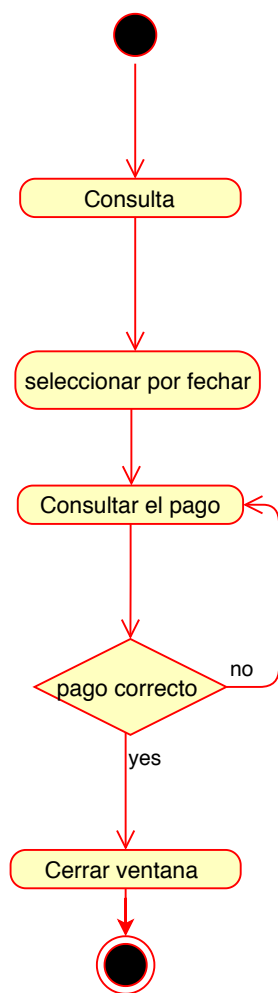 Consulta
seleccionar por fechar
Consultar el pago
pago correcto
no
yes
Cerrar ventana